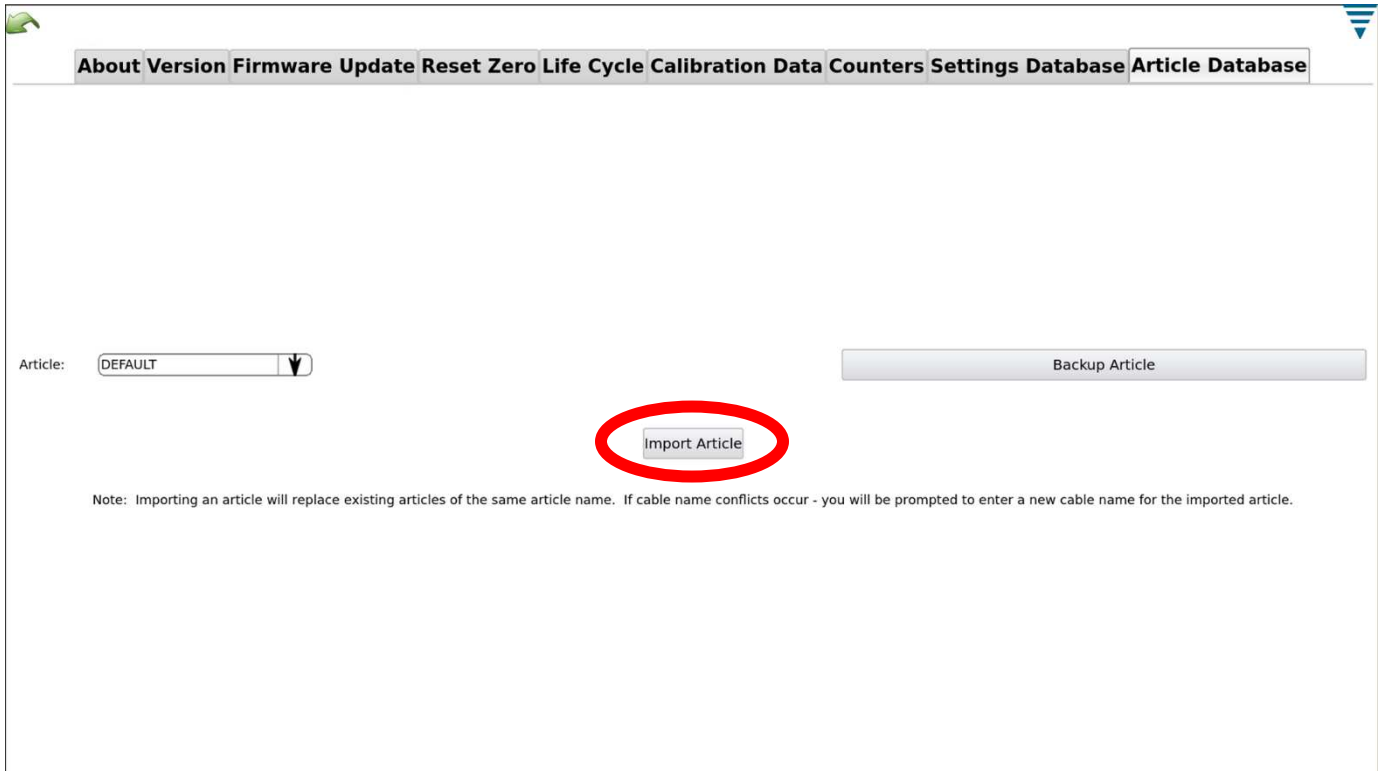 About Version Firmware Update Reset Zero Life Cycle Calibration Data Counters Settings Database Article Database
Article: DEFAULT Backup Article
Import Article
Note: Importing an article will replace existing articles of the same article name. If cable name conflicts occur - you will be prompted to enter a new cable name for the imported article.